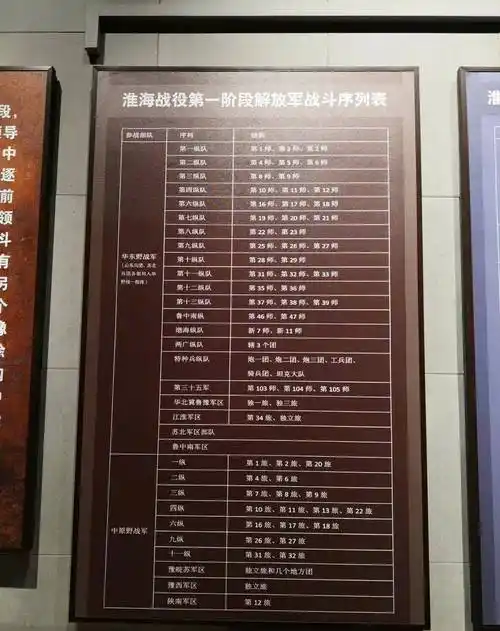 淮海战役第一阶段解放军战斗序列表
参战部队 序列
第一纵队 第1师、第2师、第3师
第二纵队 第4师、第5师、第6师
第三纵队 第8师、第9师
第四纵队 第10师、第11师、第12师
第六纵队 第16师、第17师、第18师
第七纵队 第19师、第20师、第21师
第八纵队 第22师、第23师
第九纵队 第25师、第26师、第27师
华东野战军
第十纵队 第28师、第29师
第十一纵队 第31师、第32师、第33师
第十二纵队 第35师、第36师
第十三纵队 第37师、第38师、第39师
鲁中南纵 第46师、第47师
渤海纵队 新7师、新11师
两广纵队 辖3个团
特种兵纵队 炮一团、炮二团、炮三团、工兵团、
骑兵团、坦克大队
第三十五军 第103师、第104师、第105师
华北冀鲁豫军区 独一旅、独三旅
江淮军区 第34旅、独立旅
苏北军区部队
鲁中南军区
中原野战军
一纵 第1旅、第2旅、第20旅
二纵 第4旅、第6旅
三纵 第7旅、第8旅、第9旅
四纵 第10旅、第11旅、第13旅、第22旅
六纵 第16旅、第17旅、第18旅
九纵 第26旅、第27旅
十一纵 第31旅、第32旅
豫皖苏军区 独立旅和几个地方团
豫西军区 独立旅
陕南军区 第12旅